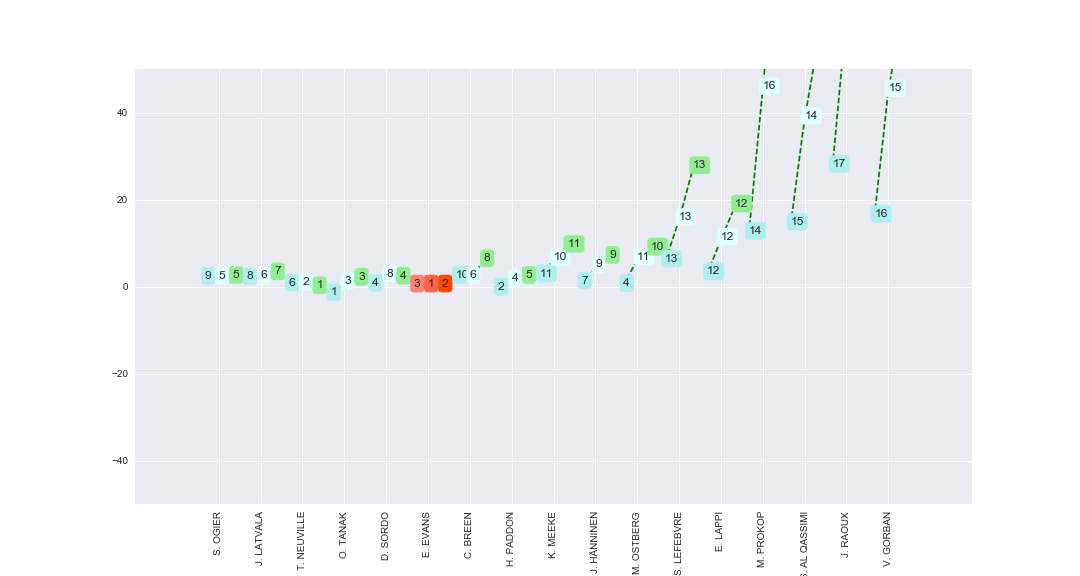 40
20
0
−20
−40
16
15
14
17
13
12
13
12
15
16
14
11
10
10
11
9
8
9
13
12
9 5 5 8 6 7 6 2 1 1 3 3 4 8 4 3 1 2 10 6 2 4 5 11 7 4
S. OGIER
J. LATVALA
T. NEUVILLE
O. TANAK
D. SORDO
E. EVANS
C. BREEN
H. PADDON
K. MEEKE
J. HANNINEN
M. OSTBERG
S. LEFEBVRE
E. LAPPI
M. PROKOP
AL QASSIMI
J. RAOUX
V. GORBAN